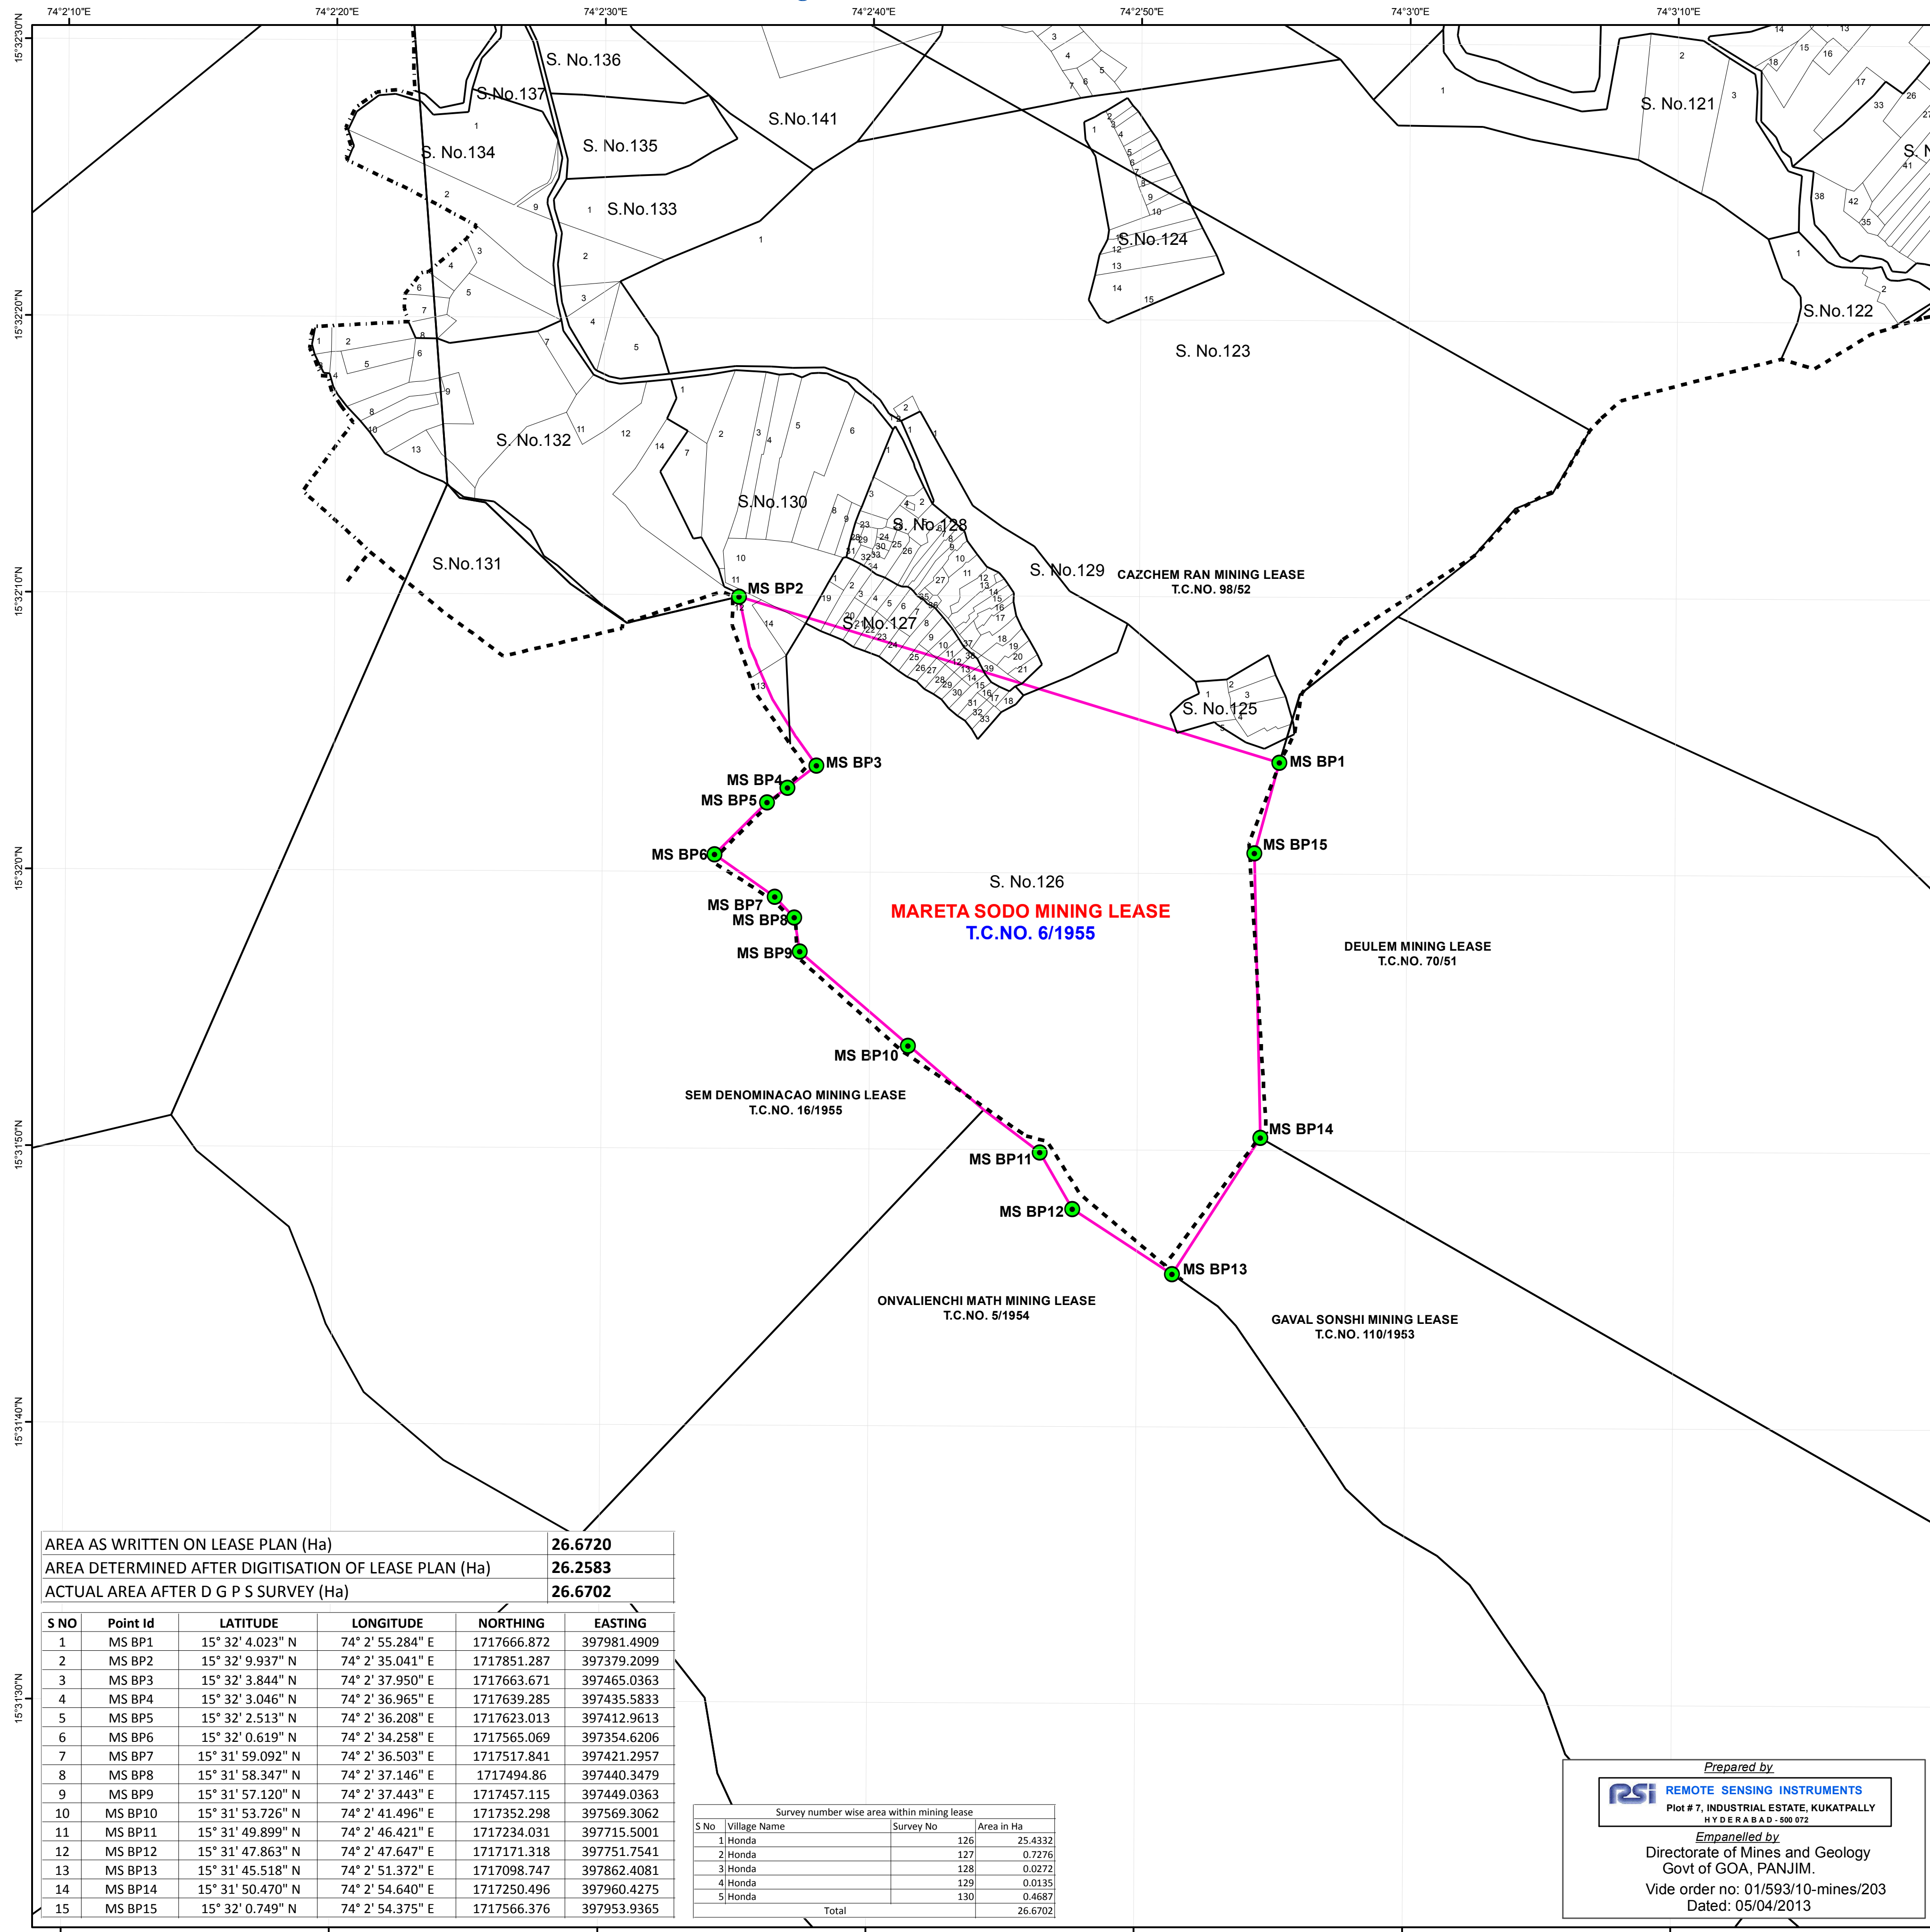 74°2'10"E 74°2'20"E 74°2'30"E 74°2'40"E 74°2'50"E 74°3'0"E 74°3'10"E
15°32'30"N
15°32'20"N
15°32'10"N
15°32'0"N
15°31'50"N
15°31'40"N
15°31'30"N
S. No.136
S.No.137
S. No.134
S. No.135
S.No.133
S.No.141
S.No.124
S. No.121
S.No.122
S. No.123
S. No.132
S.No.130
S. No.128
S.No.131
S. No.129
S. No.127
S. No.125
CAZCHEM RAN MINING LEASE
T.C.NO. 98/52
MS BP2
MS BP3
MS BP1
MS BP4
MS BP5
MS BP15
MS BP6
S. No.126
MS BP7
MARETA SODO MINING LEASE
MS BP8
T.C.NO. 6/1955
MS BP9
DEULEM MINING LEASE
T.C.NO. 70/51
MS BP10
SEM DENOMINACAO MINING LEASE
T.C.NO. 16/1955
MS BP14
MS BP11
MS BP12
MS BP13
ONVALIENCHI MATH MINING LEASE
T.C.NO. 5/1954
GAVAL SONSHI MINING LEASE
T.C.NO. 110/1953
AREA AS WRITTEN ON LEASE PLAN (Ha) 26.6720
AREA DETERMINED AFTER DIGITISATION OF LEASE PLAN (Ha) 26.2583
ACTUAL AREA AFTER D G P S SURVEY (Ha) 26.6702
S NO Point Id LATITUDE LONGITUDE NORTHING EASTING
1 MS BP1 15° 32' 4.023" N 74° 2' 55.284" E 1717666.872 397981.4909
2 MS BP2 15° 32' 9.937" N 74° 2' 35.041" E 1717851.287 397379.2099
3 MS BP3 15° 32' 3.844" N 74° 2' 37.950" E 1717663.671 397465.0363
4 MS BP4 15° 32' 3.046" N 74° 2' 36.965" E 1717639.285 397435.5833
5 MS BP5 15° 32' 2.513" N 74° 2' 36.208" E 1717623.013 397412.9613
6 MS BP6 15° 32' 0.619" N 74° 2' 34.258" E 1717565.069 397354.6206
7 MS BP7 15° 31' 59.092" N 74° 2' 36.503" E 1717517.841 397421.2957
8 MS BP8 15° 31' 58.347" N 74° 2' 37.146" E 1717494.86 397440.3479
9 MS BP9 15° 31' 57.120" N 74° 2' 37.443" E 1717457.115 397449.0363
10 MS BP10 15° 31' 53.726" N 74° 2' 41.496" E 1717352.298 397569.3062
11 MS BP11 15° 31' 49.899" N 74° 2' 46.421" E 1717234.031 397715.5001
12 MS BP12 15° 31' 47.863" N 74° 2' 47.647" E 1717171.318 397751.7541
13 MS BP13 15° 31' 45.518" N 74° 2' 51.372" E 1717098.747 397862.4081
14 MS BP14 15° 31' 50.470" N 74° 2' 54.640" E 1717250.496 397960.4275
15 MS BP15 15° 32' 0.749" N 74° 2' 54.375" E 1717566.376 397953.9365
Survey number wise area within mining lease
S No Village Name Survey No Area in Ha
1 Honda 126 25.4332
2 Honda 127 0.7276
3 Honda 128 0.0272
4 Honda 129 0.0135
5 Honda 130 0.4687
Total 26.6702
Prepared by
RSi REMOTE SENSING INSTRUMENTS
Plot # 7, INDUSTRIAL ESTATE, KUKATPALLY
HYDERABAD - 500 072
Empanelled by
Directorate of Mines and Geology
Govt of GOA, PANJIM.
Vide order no: 01/593/10-mines/203
Dated: 05/04/2013